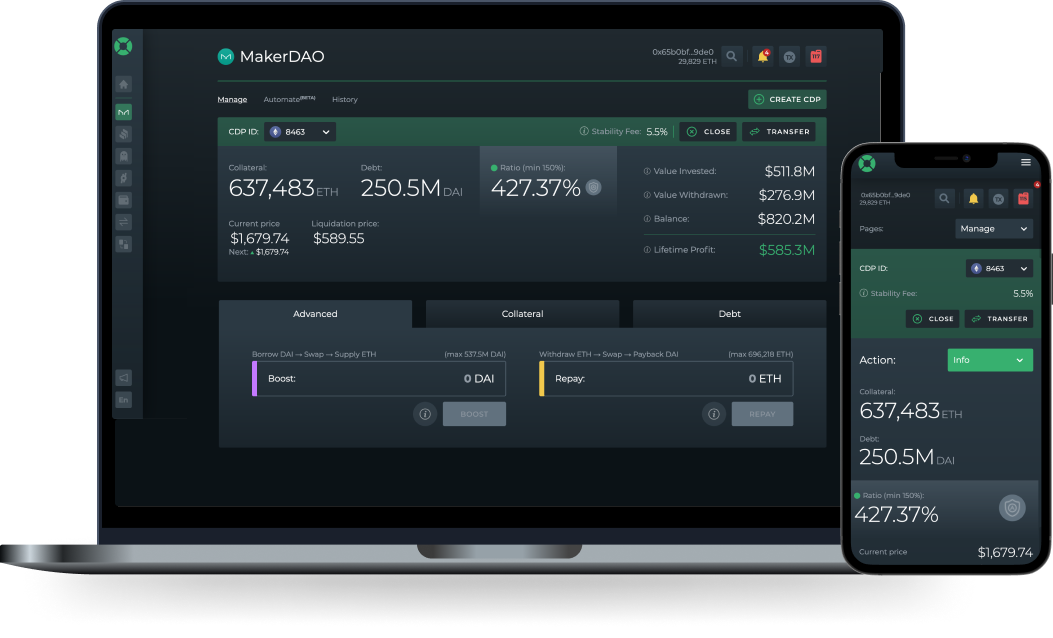 MakerDAO
0x65b0bf...9de0
29,829 ETH
4
TX
Manage
Automate(BETA)
History
CREATE CDP
CDP ID:
8463
Stability Fee: 5.5%
CLOSE
TRANSFER
Collateral:
637,483 ETH
Debt:
250.5M DAI
Ratio (min 150%):
427.37%
Current price
$1,679.74
Next: $1,679.74
Liquidation price:
$589.55
Value Invested: $511.8M
Value Withdrawn: $276.9M
Balance: $820.2M
Lifetime Profit: $585.3M
Advanced
Collateral
Debt
Borrow DAI → Swap → Supply ETH (max 537.5M DAI)
Boost: 0 DAI
BOOST
Withdraw ETH → Swap → Payback DAI (max 696,218 ETH)
Repay: 0 ETH
REPAY
En
0x65b0bf...9de0
29,829 ETH
TX
4
Pages:
Manage
CDP ID:
8463
Stability Fee: 5.5%
CLOSE
TRANSFER
Action:
Info
Collateral:
637,483 ETH
Debt:
250.5M DAI
Ratio (min 150%):
427.37%
Current price $1,679.74